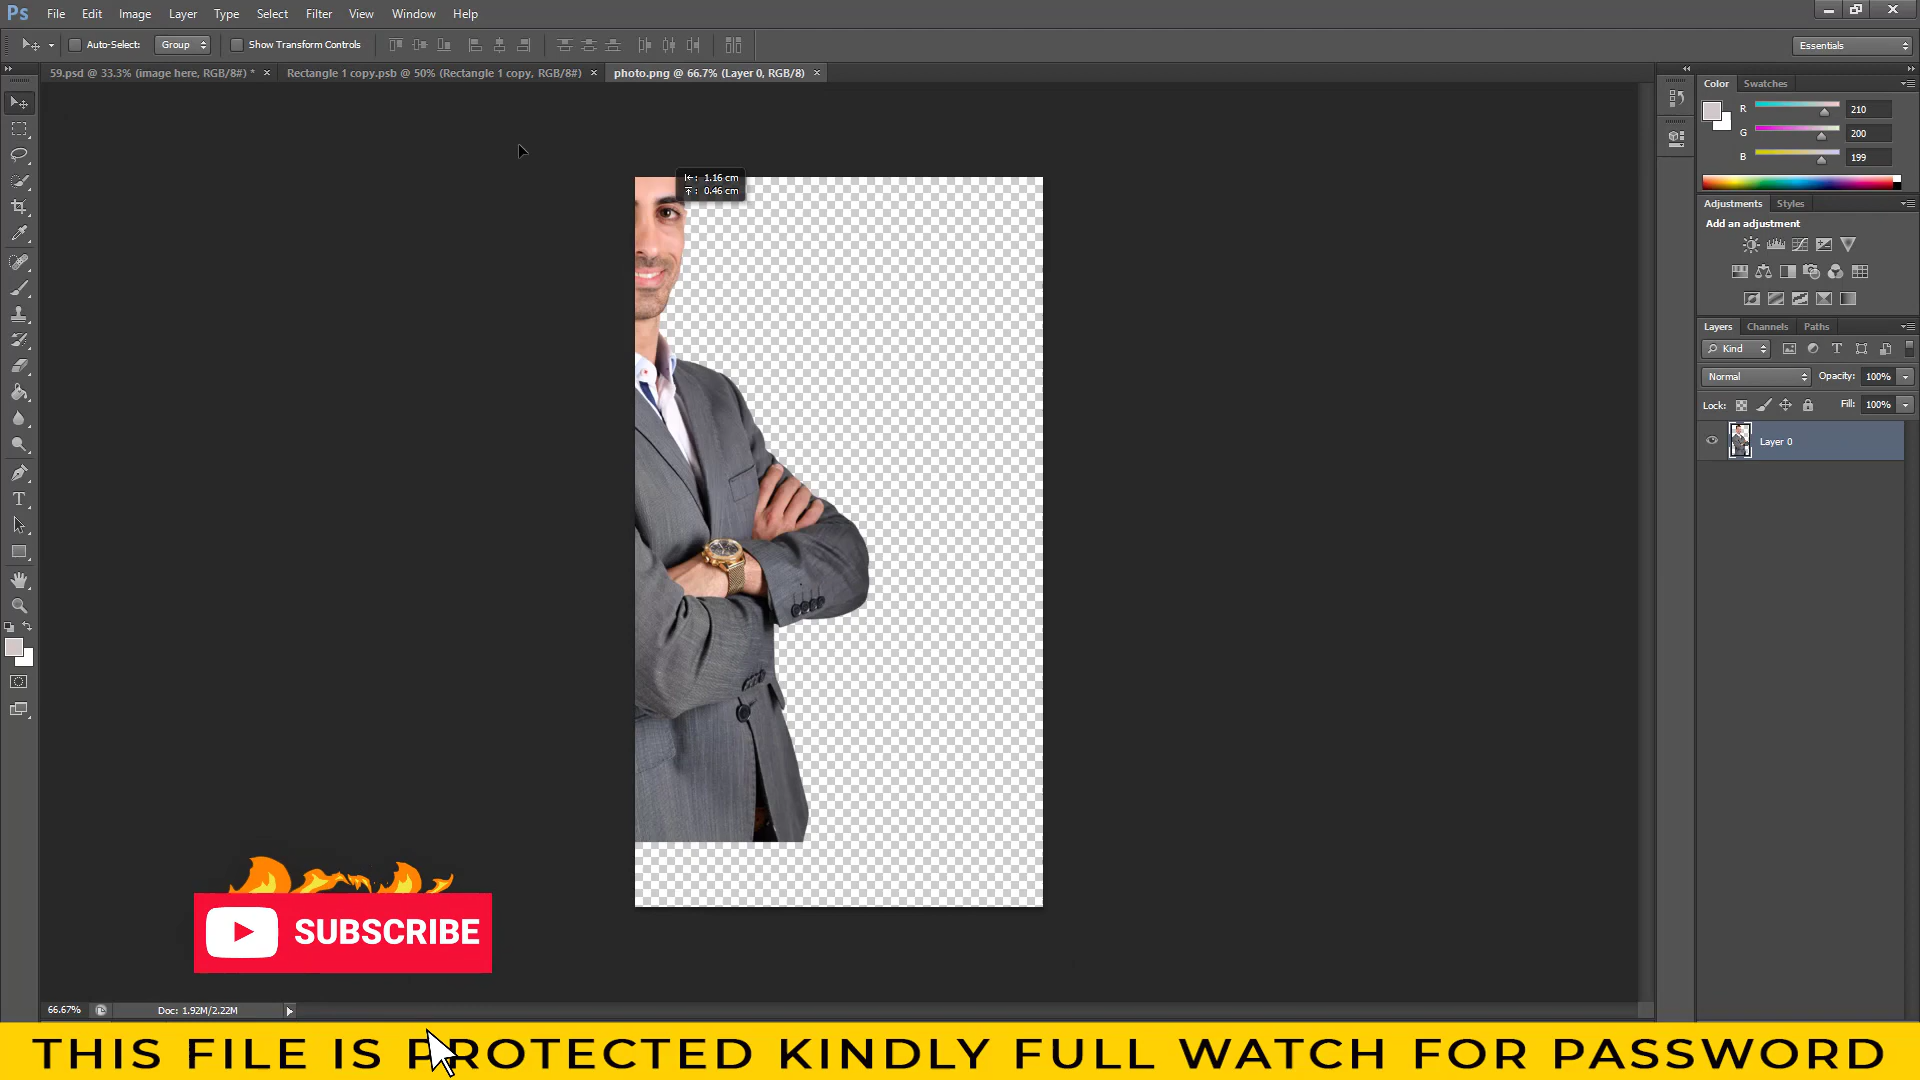 Ps File Edit Image Layer Type Select Filter View Window Help
Auto-Select: Group Show Transform Controls Essentials
59.psd @ 33.3% (image here, RGB/8#) * × Rectangle 1 copy.psb @ 50% (Rectangle 1 copy, RGB/8#) × photo.png @ 66.7% (Layer 0, RGB/8) ×
Color Swatches
R 210
G 200
B 199
1.16 cm
0.46 cm
Adjustments Styles
Add an adjustment
Layers Channels Paths
Kind
Normal Opacity: 100%
Lock: Fill: 100%
Layer 0
SUBSCRIBE
66.67% Doc: 1.92M/2.22M
THIS FILE IS PROTECTED KINDLY FULL WATCH FOR PASSWORD